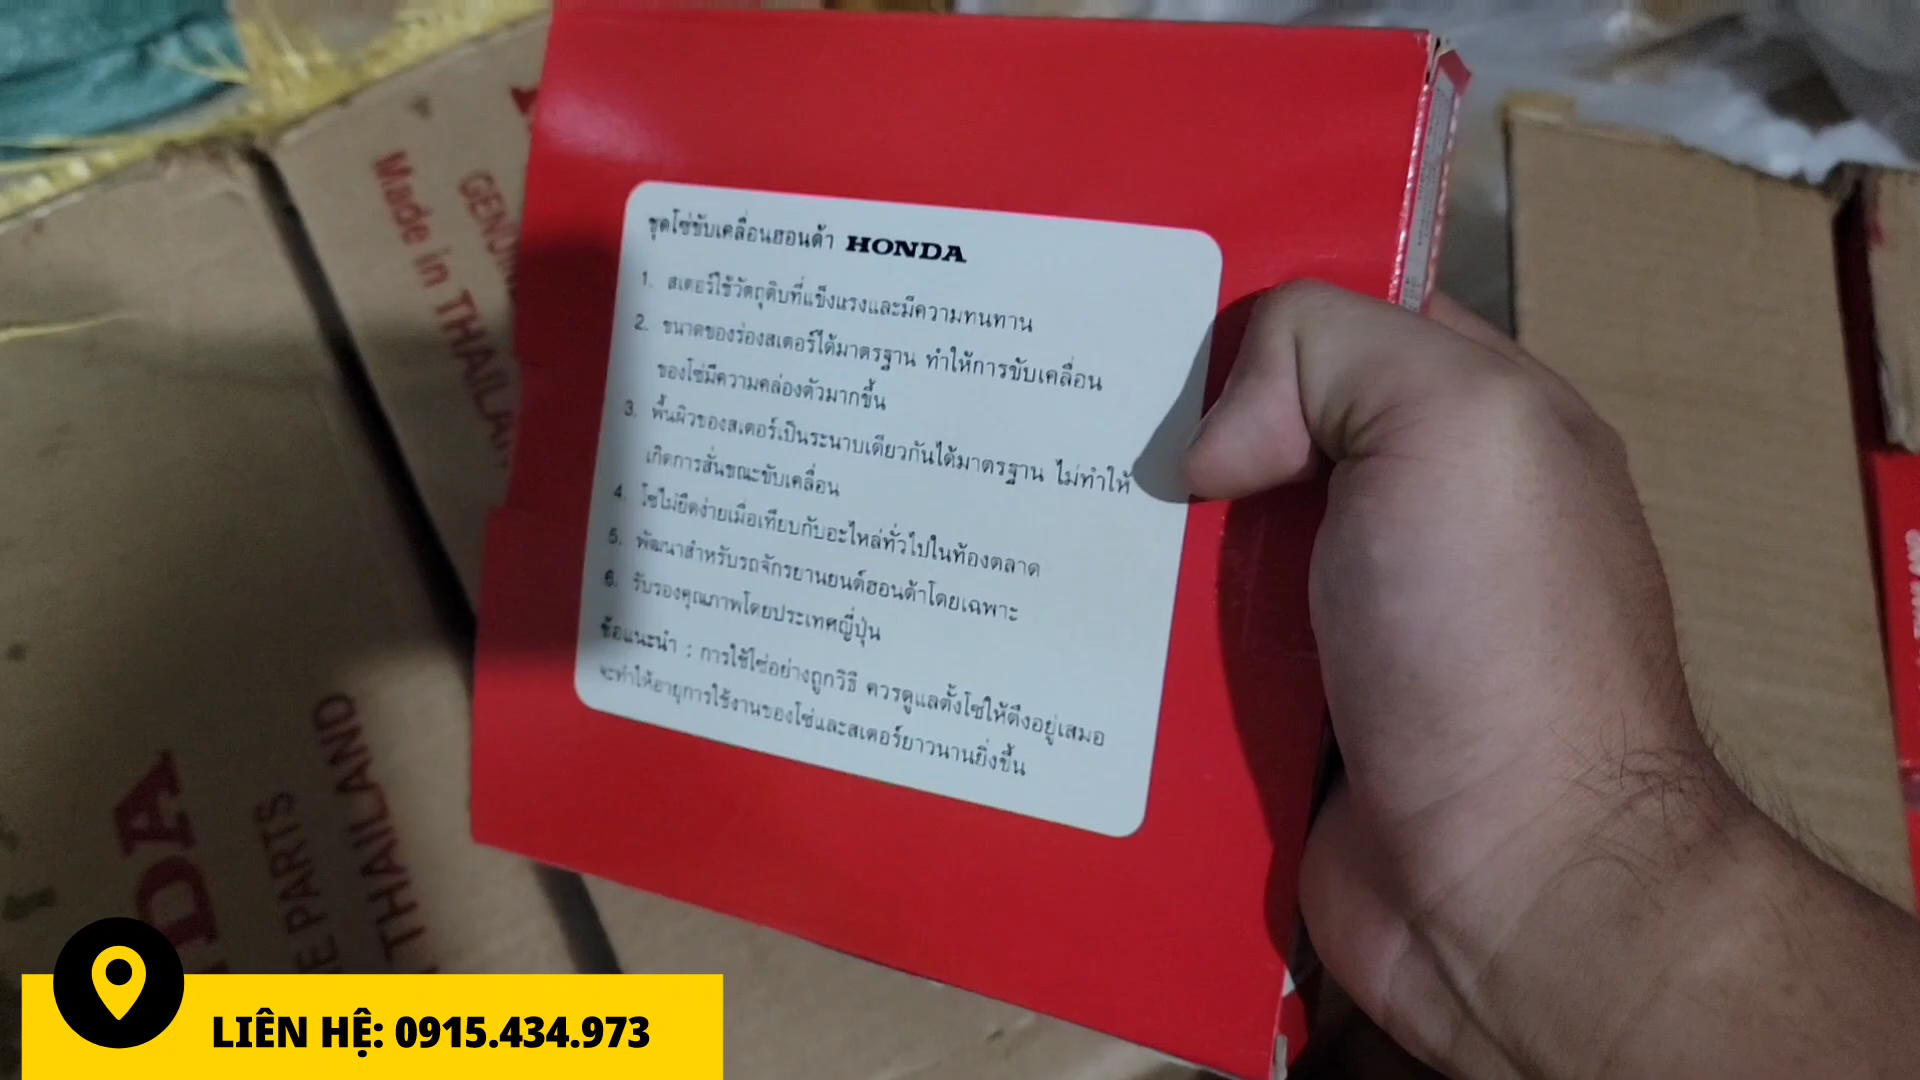 ชุดโซ่ขับเคลื่อนฮอนด้า HONDA
1. สเตอร์ใช้วัตถุดิบที่แข็งแรงและมีความทนทาน
2. ขนาดของร่องสเตอร์ได้มาตรฐาน ทำให้การขับเคลื่อน
ของโซ่มีความคล่องตัวมากขึ้น
3. พื้นผิวของสเตอร์เป็นระนาบเดียวกันได้มาตรฐาน ไม่ทำให้
เกิดการสั่นขณะขับเคลื่อน
4. โซ่ไม่ยืดง่ายเมื่อเทียบกับอะไหล่ทั่วไปในท้องตลาด
5. พัฒนาสำหรับรถจักรยานยนต์ฮอนด้าโดยเฉพาะ
6. รับรองคุณภาพโดยประเทศญี่ปุ่น
ข้อแนะนำ : การใช้โซ่อย่างถูกวิธี ควรดูแลตั้งโซ่ให้ตึงอยู่เสมอ
จะทำให้อายุการใช้งานของโซ่และสเตอร์ยาวนานยิ่งขึ้น
Made in THAILAN
GENUINE
DA
E PARTS
THAILAND
LIÊN HỆ: 0915.434.973